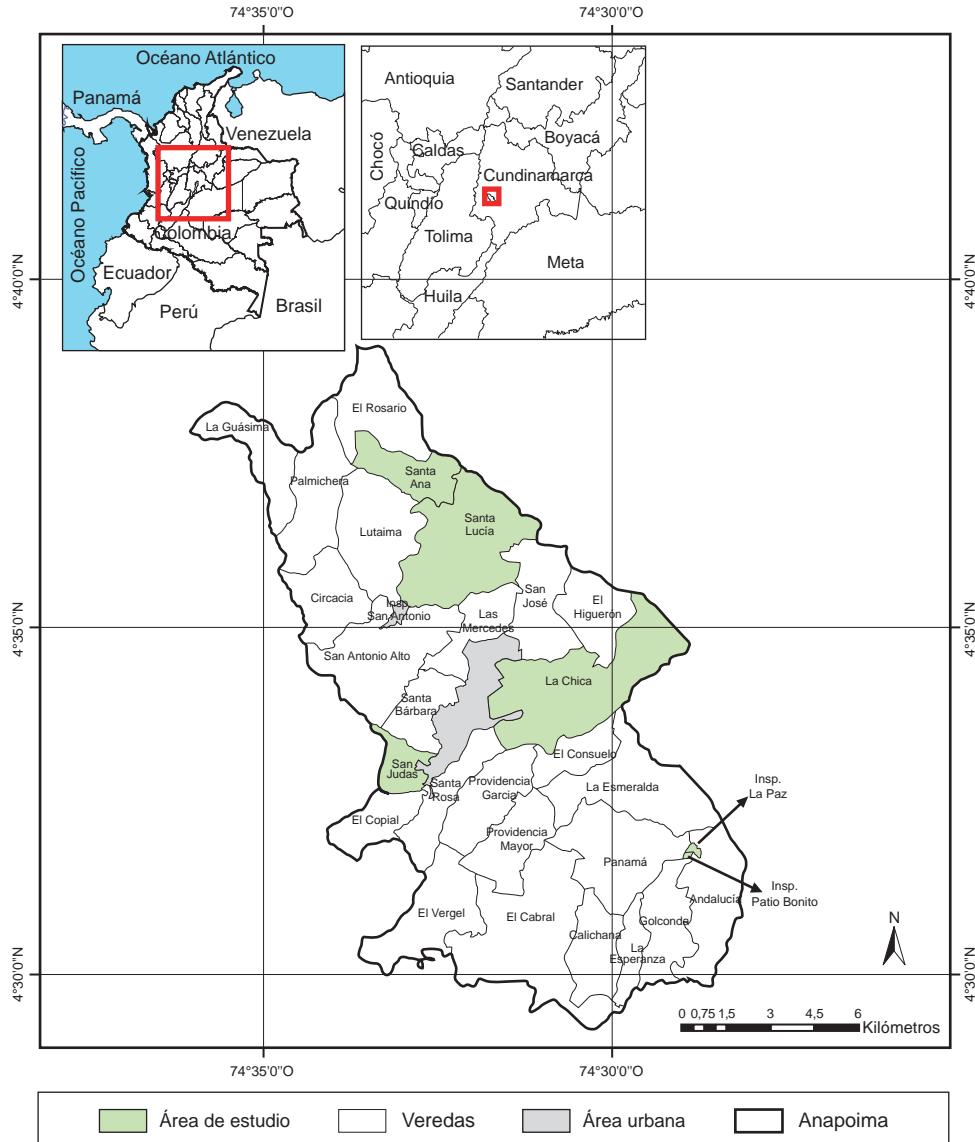 74°35'0"O
74°30'0"O
Océano Atlántico
Panamá
Venezuela
Océano Pacífico
Colombia
Ecuador
Perú
Brasil
Antioquia
Santander
Boyacá
Chocó
Caldas
Cundinamarca
Quindío
Tolima
Meta
Huila
4°40'0"N
4°40'0"N
El Rosario
La Guásima
Santa
Ana
Palmichera
Santa
Lucía
Lutaima
Circacia
Insp.
San Antonio
San
José
El
Higuerón
Las
Mercedes
4°35'0"N
4°35'0"N
San Antonio Alto
La Chica
Santa
Bárbara
El Consuelo
San
Judas
Santa
Rosa
Providencia
Garcia
La Esmeralda
Insp.
La Paz
El Copial
Providencia
Mayor
Panamá
Insp.
Patio Bonito
Andalucía
El Vergel
El Cabral
Golconda
Calichana
La
Esperanza
N
4°30'0"N
4°30'0"N
0 0,75 1,5 3 4,5 6
Kilómetros
74°35'0"O
74°30'0"O
Área de estudio
Veredas
Área urbana
Anapoima